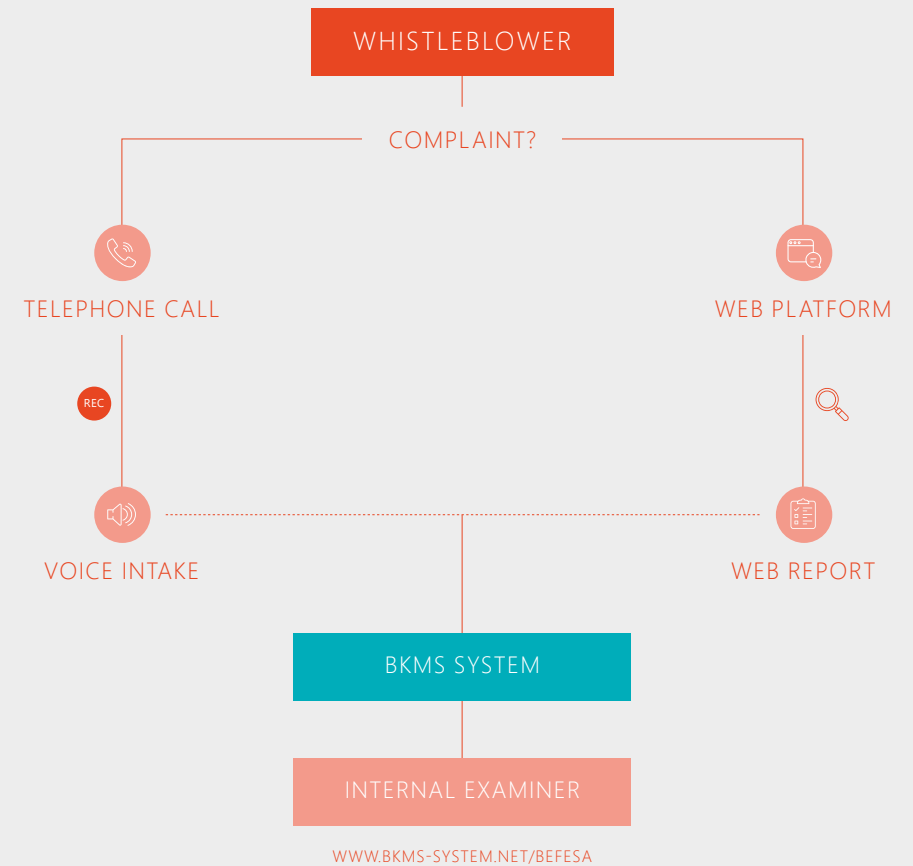 WHISTLEBLOWER
COMPLAINT?
TELEPHONE CALL
WEB PLATFORM
REC
VOICE INTAKE
WEB REPORT
BKMS SYSTEM
INTERNAL EXAMINER
WWW.BKMS-SYSTEM.NET/BEFESA